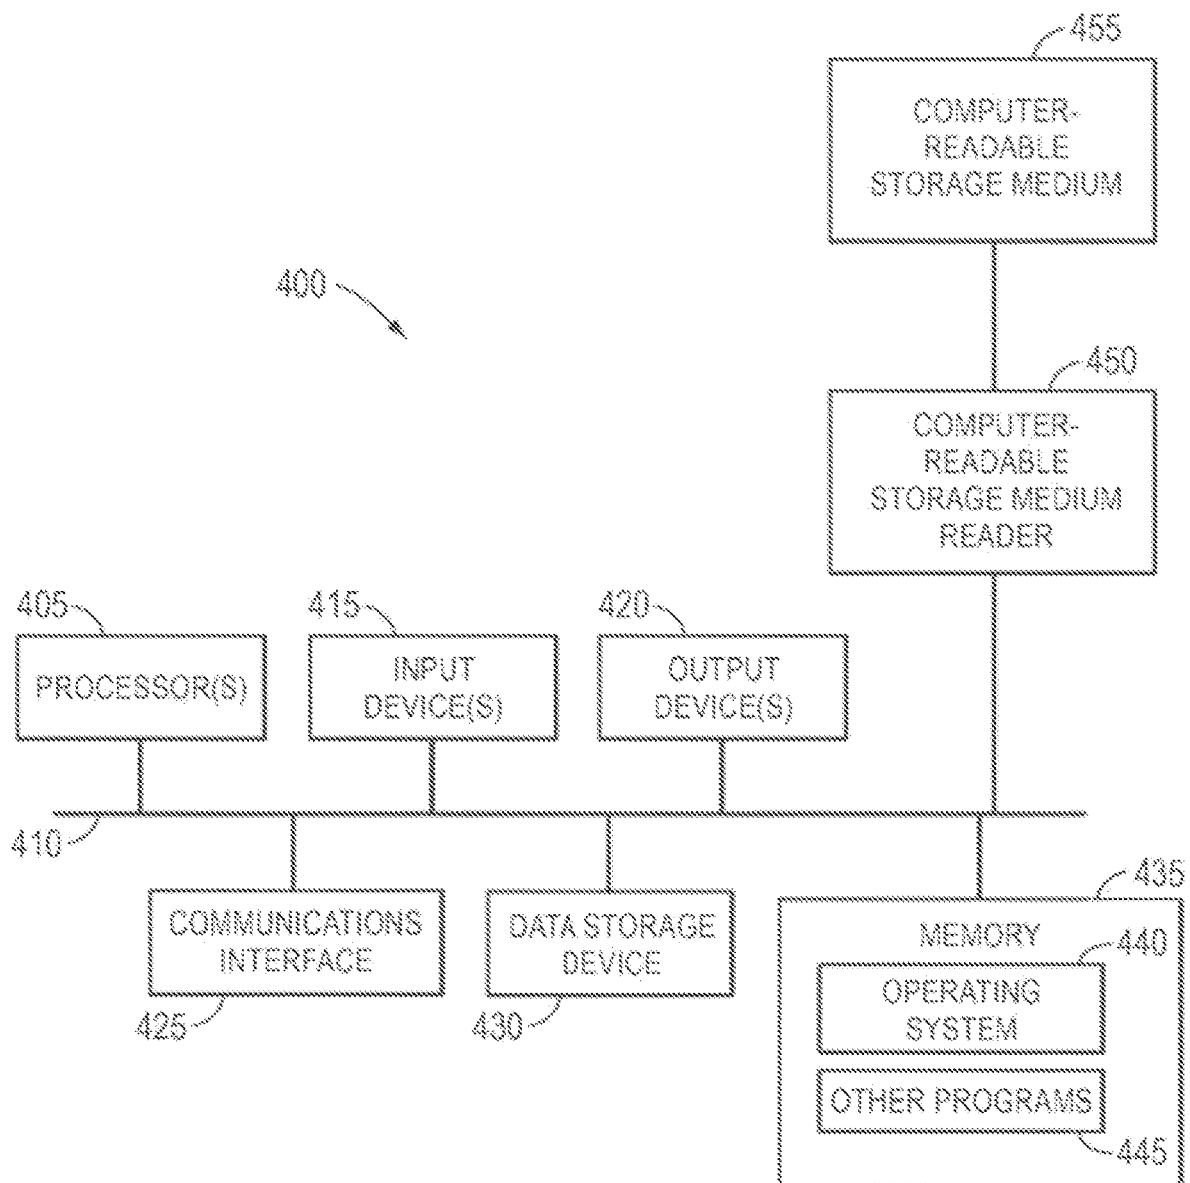 455
COMPUTER-
READABLE
STORAGE MEDIUM
400
450
COMPUTER-
READABLE
STORAGE MEDIUM
READER
405
PROCESSOR(S)
415
INPUT
DEVICE(S)
420
OUTPUT
DEVICE(S)
410
COMMUNICATIONS
INTERFACE
425
DATA STORAGE
DEVICE
430
435
MEMORY
440
OPERATING
SYSTEM
OTHER PROGRAMS
445